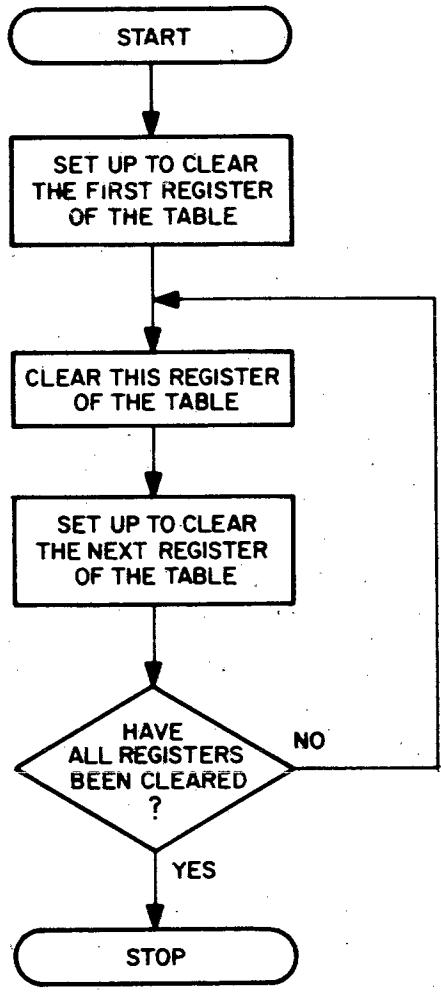 START
SET UP TO CLEAR
THE FIRST REGISTER
OF THE TABLE
CLEAR THIS REGISTER
OF THE TABLE
SET UP TO CLEAR
THE NEXT REGISTER
OF THE TABLE
HAVE
ALL REGISTERS
BEEN CLEARED
?
NO
YES
STOP